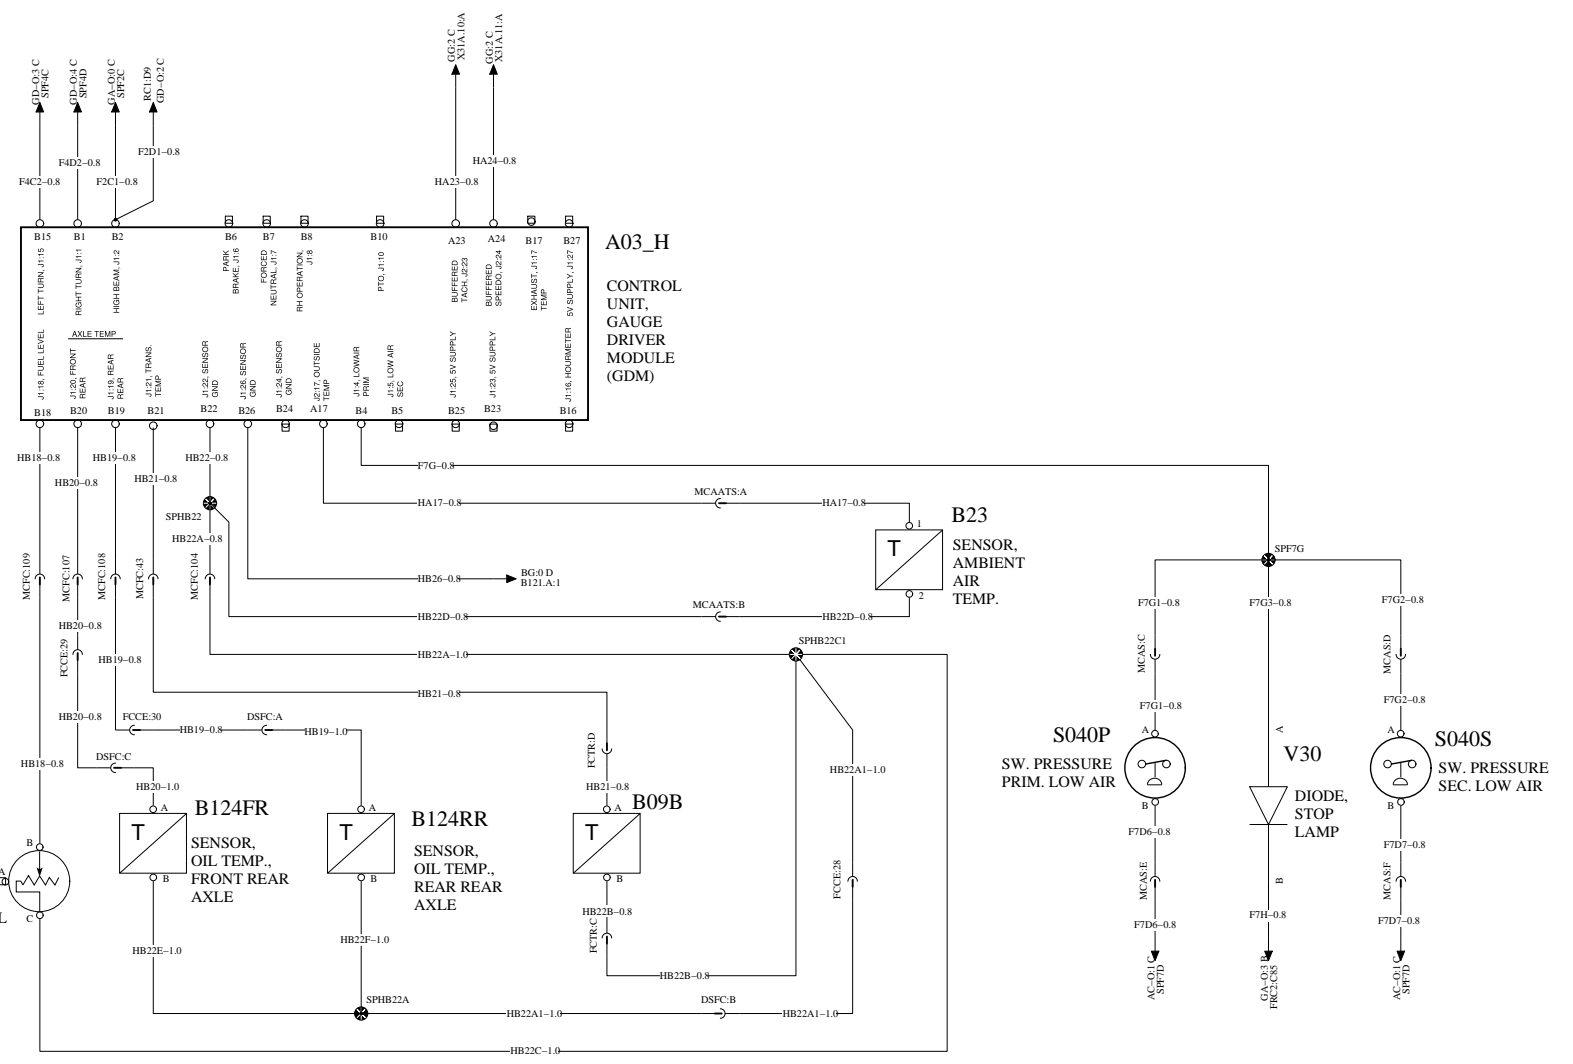 GD-O:3 C
SPF4C
GD-O:4 C
SPF4D
GA-O:0 C
SPF2C
RC1:D9
GD-O:2 C
GG:2 C
X31A.10:A
GG:2 C
X31A.11:A
F4C2-0.8
F4D2-0.8
F2C1-0.8
F2D1-0.8
HA23-0.8
HA24-0.8
B15
B1
B2
B6
B7
B8
B10
A23
A24
B17
B27
LEFT TURN, J1:15
RIGHT TURN, J1:1
HIGH BEAM, J1:2
PARK
BRAKE, J1:6
FORCED
NEUTRAL, J1:7
RH OPERATION,
J1:8
PTO, J1:10
BUFFERED
TACH, J2:23
BUFFERED
SPEEDO, J2:24
EXHAUST, J1:17
TEMP
5V SUPPLY, J1:27
A03_H
CONTROL
UNIT,
GAUGE
DRIVER
MODULE
(GDM)
AXLE TEMP
J1:18, FUEL LEVEL
J1:20, FRONT
REAR
J1:19, REAR
REAR
J1:21, TRANS.
TEMP
J1:22, SENSOR
GND
J1:26, SENSOR
GND
J1:24, SENSOR
GND
J2:17, OUTSIDE
TEMP
J1:4, LOWAIR
PRIM
J1:5, LOW AIR
SEC
J1:25, 5V SUPPLY
J1:23, 5V SUPPLY
J1:16, HOURMETER
B18
B20
B19
B21
B22
B26
B24
A17
B4
B5
B25
B23
B16
HB18-0.8
HB20-0.8
HB19-0.8
HB21-0.8
HB22-0.8
F7G-0.8
SPHB22
HB22A-0.8
HA17-0.8
MCAATS:A
HA17-0.8
1
B23
SENSOR,
AMBIENT
AIR
TEMP.
T
2
MCFC:109
MCFC:107
MCFC:108
MCFC:43
MCFC:104
HB26-0.8
BG:0 D
B121.A:1
HB22D-0.8
MCAATS:B
HB22D-0.8
SPF7G
F7G1-0.8
F7G3-0.8
F7G2-0.8
HB20-0.8
FCCE:29
HB19-0.8
HB22A-1.0
SPHB22C1
MCAS:C
MCAS:D
HB21-0.8
F7G1-0.8
F7G2-0.8
HB20-0.8
FCCE:30
HB19-0.8
DSFC:A
HB19-1.0
FCTR:D
DSFC:C
HB18-0.8
HB20-1.0
HB21-0.8
HB22A1-1.0
S040P
SW. PRESSURE
PRIM. LOW AIR
A
B
A
V30
DIODE,
STOP
LAMP
B
A
S040S
SW. PRESSURE
SEC. LOW AIR
B
A
B124FR
T
SENSOR,
OIL TEMP.,
FRONT REAR
AXLE
B
A
B124RR
T
SENSOR,
OIL TEMP.,
REAR REAR
AXLE
B
A
B09B
T
B
B
A
L
C
F7D6-0.8
F7D7-0.8
FCCE:28
MCAS:E
MCAS:F
HB22B-0.8
FCTR:C
F7D6-0.8
F7H-0.8
F7D7-0.8
HB22E-1.0
HB22F-1.0
HB22B-0.8
AC-O:1 C
SPF7D
GA-O:3 B
FRC2:C85
AC-O:1 C
SPF7D
SPHB22A
HB22A1-1.0
DSFC:B
HB22A1-1.0
HB22C-1.0